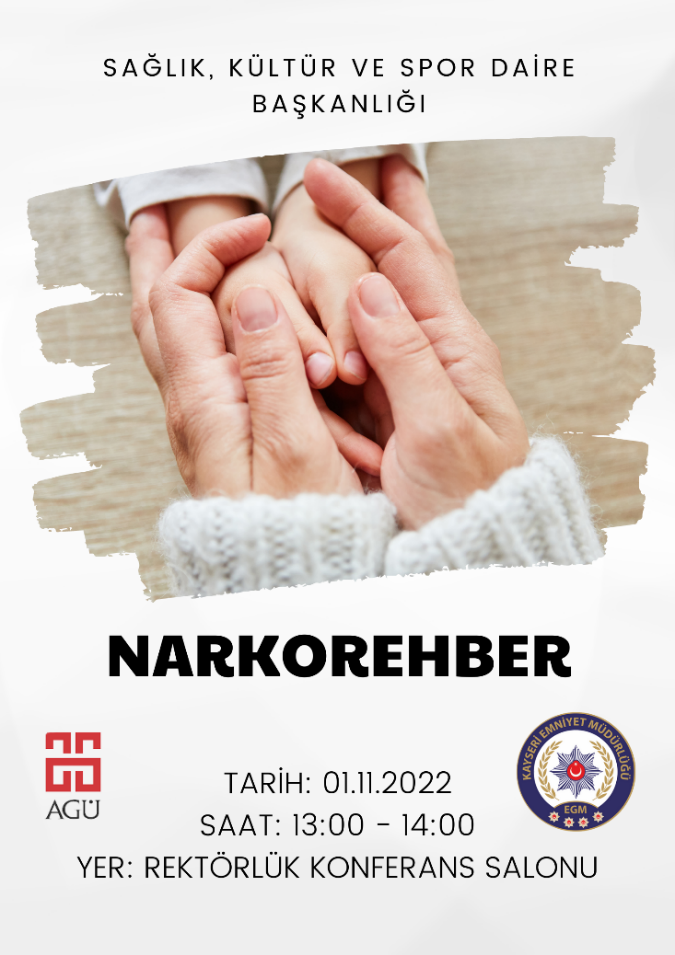 SAĞLIK, KÜLTÜR VE SPOR DAİRE
BAŞKANLIĞI
NARKOREHBER
AGÜ
KAYSERİ EMNİYET MÜDÜRLÜĞÜ
EGM
TARİH: 01.11.2022
SAAT: 13:00 - 14:00
YER: REKTÖRLÜK KONFERANS SALONU